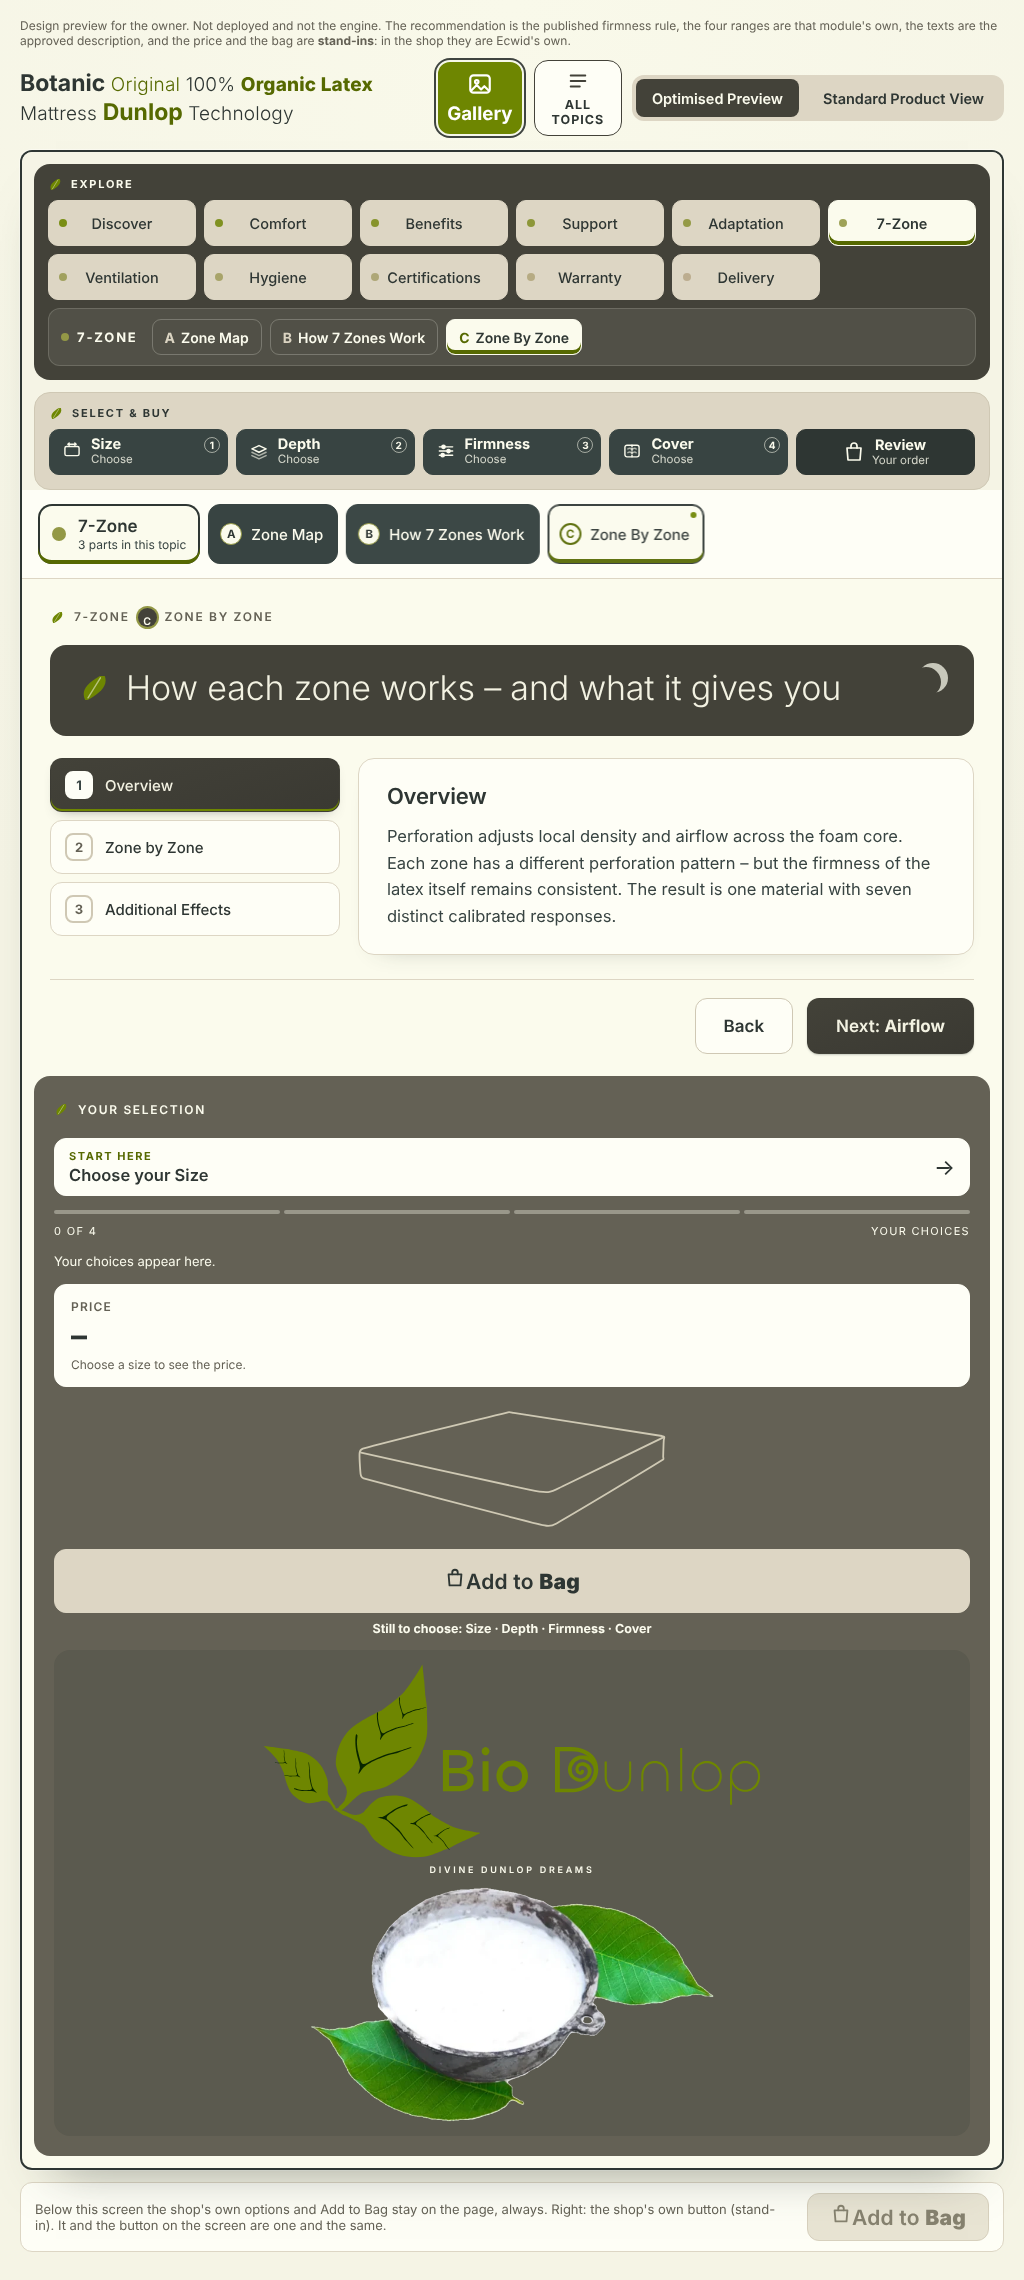 Design preview for the owner. Not deployed and not the engine. The recommendation is the published firmness rule, the four ranges are that module's own, the texts are the
approved description, and the price and the bag are stand-ins: in the shop they are Ecwid's own.
Botanic Original 100% Organic Latex
Mattress Dunlop Technology
Gallery
ALL
TOPICS
Optimised Preview
Standard Product View
EXPLORE
Discover
Comfort
Benefits
Support
Adaptation
7-Zone
Ventilation
Hygiene
Certifications
Warranty
Delivery
7-ZONE
A Zone Map
B How 7 Zones Work
C Zone By Zone
SELECT & BUY
Size
Choose
1
Depth
Choose
2
Firmness
Choose
3
Cover
Choose
4
Review
Your order
7-Zone
3 parts in this topic
A Zone Map
B How 7 Zones Work
C Zone By Zone
7-ZONE C ZONE BY ZONE
How each zone works – and what it gives you
1 Overview
2 Zone by Zone
3 Additional Effects
Overview
Perforation adjusts local density and airflow across the foam core.
Each zone has a different perforation pattern – but the firmness of the
latex itself remains consistent. The result is one material with seven
distinct calibrated responses.
Back
Next: Airflow
YOUR SELECTION
START HERE
Choose your Size
0 OF 4
YOUR CHOICES
Your choices appear here.
PRICE
–
Choose a size to see the price.
Add to Bag
Still to choose: Size · Depth · Firmness · Cover
Bio Dunlop
DIVINE DUNLOP DREAMS
Below this screen the shop's own options and Add to Bag stay on the page, always. Right: the shop's own button (stand-
in). It and the button on the screen are one and the same.
Add to Bag